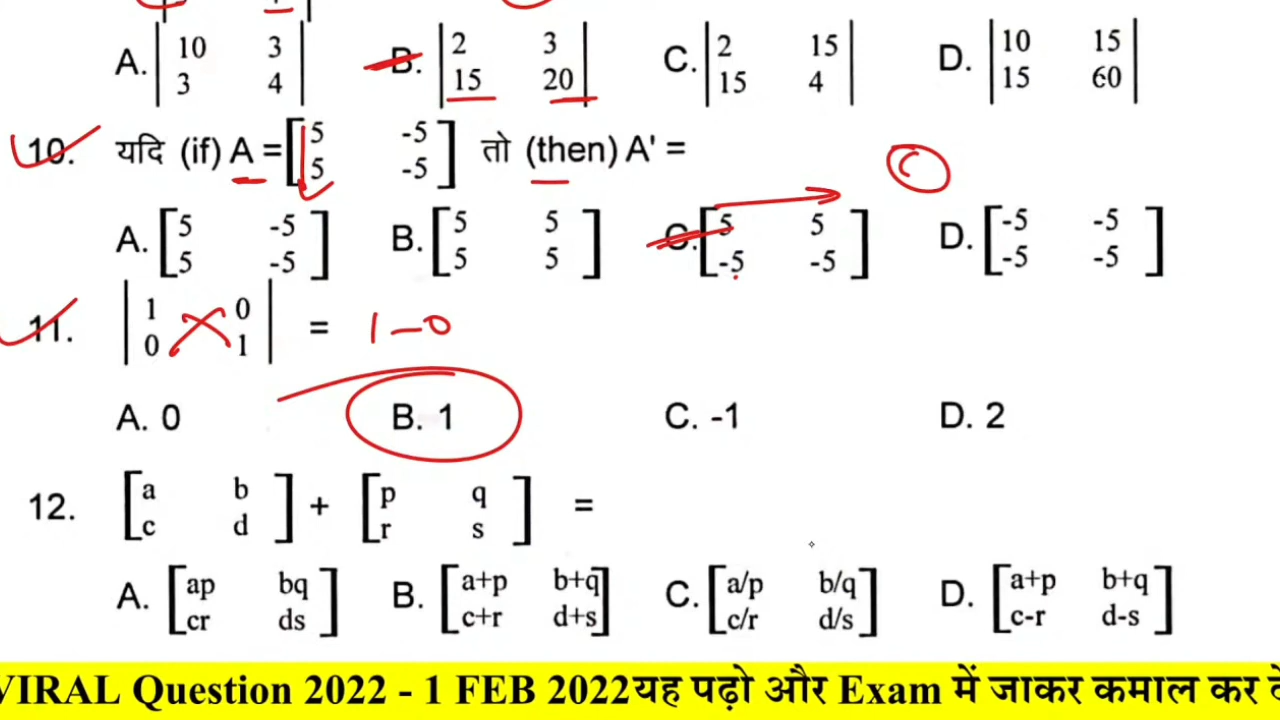 A. | 10 3 | B. | 2 3 | C. | 2 15 | D. | 10 15 |
| 3 4 | | 15 20 | | 15 4 | | 15 60 |
10. यदि (if) A = [ 5 -5 ] तो (then) A' =
[ 5 -5 ] C
A. [ 5 -5 ] B. [ 5 5 ] C. [ 5 5 ] D. [ -5 -5 ]
[ 5 -5 ] [ 5 5 ] [ -5 -5 ] [ -5 -5 ]
11. | 1 0 | = 1-0
| 0 1 |
A. 0 B. 1 C. -1 D. 2
12. [ a b ] + [ p q ] =
[ c d ] [ r s ]
A. [ ap bq ] B. [ a+p b+q ] C. [ a/p b/q ] D. [ a+p b+q ]
[ cr ds ] [ c+r d+s ] [ c/r d/s ] [ c-r d-s ]
VIRAL Question 2022 - 1 FEB 2022यह पढ़ो और Exam में जाकर कमाल कर